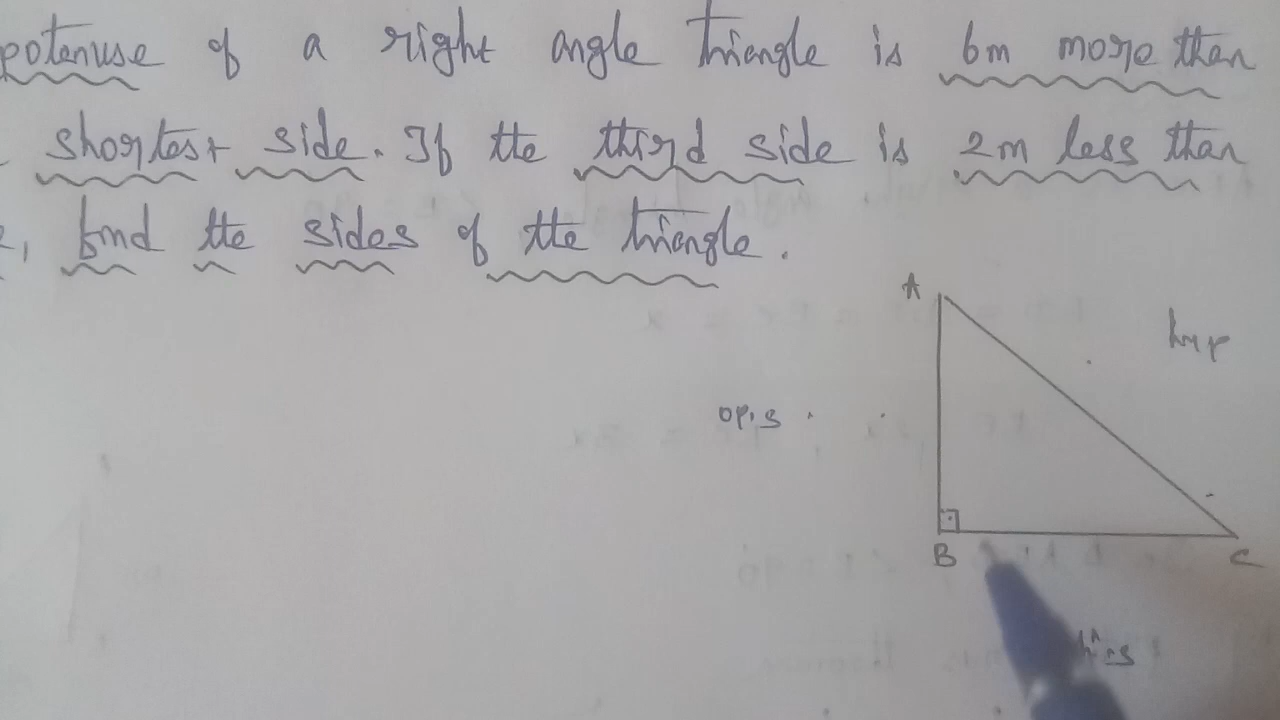 potenuse of a right angle triangle is 6m more than
shortest side. If the third side is 2m less than
find the sides of the triangle.
A
hyp
op.s
B
C